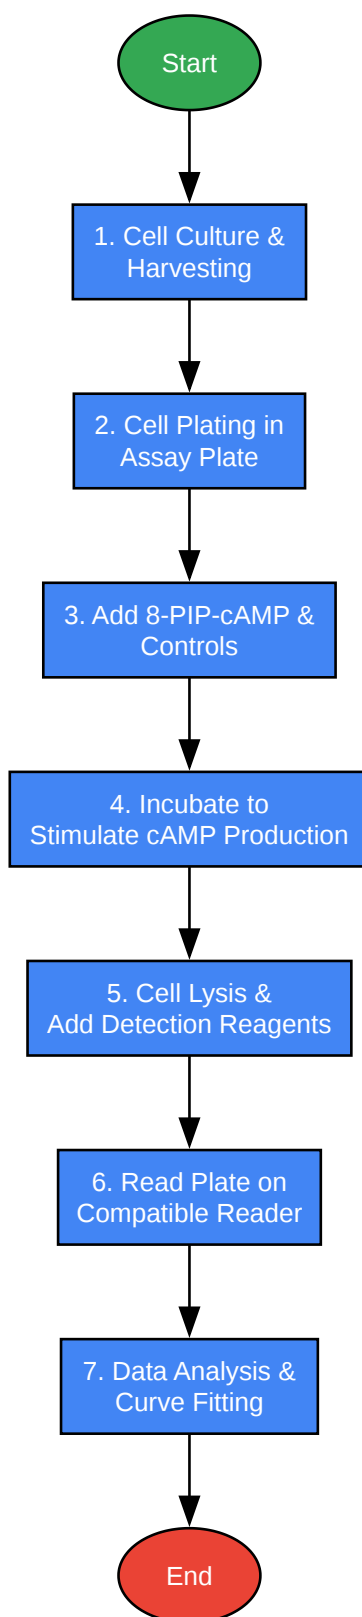 Start
1. Cell Culture &
Harvesting
2. Cell Plating in
Assay Plate
3. Add 8-PIP-cAMP &
Controls
4. Incubate to
Stimulate cAMP Production
5. Cell Lysis &
Add Detection Reagents
6. Read Plate on
Compatible Reader
7. Data Analysis &
Curve Fitting
End